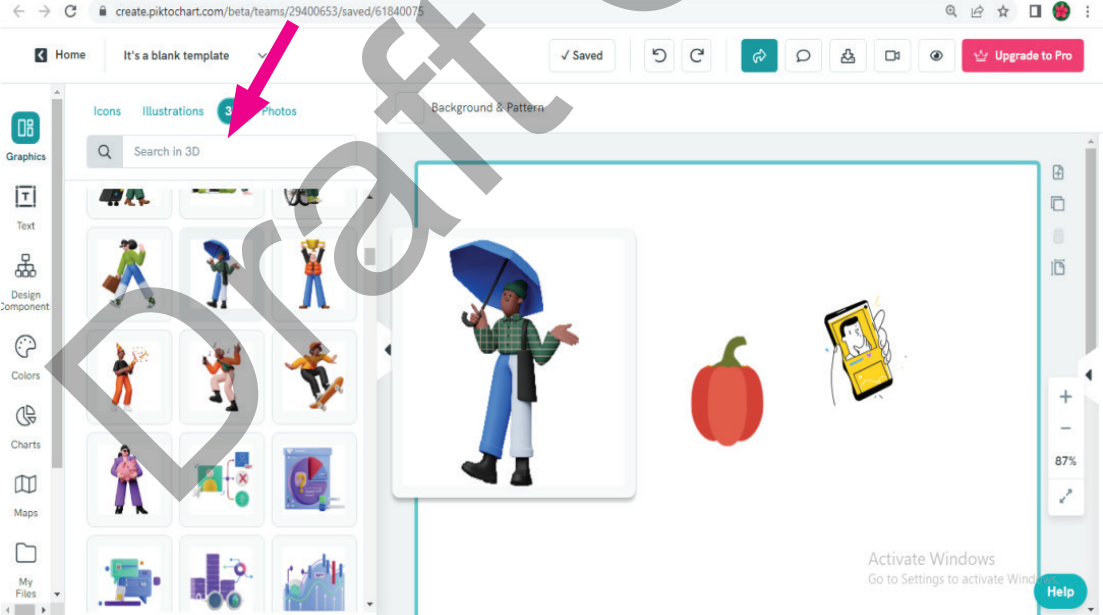 create.piktochart.com/beta/teams/29400653/saved/61840075
Home
It's a blank template
✓ Saved
Upgrade to Pro
Icons Illustrations 3 Photos
Background & Pattern
Search in 3D
Graphics
Text
Design
Component
Colors
Charts
Maps
My
Files
87%
Activate Windows
Go to Settings to activate
Help
Draft